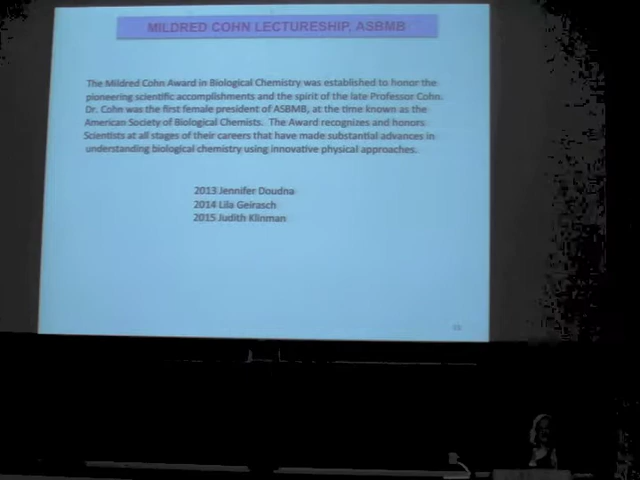 MILDRED COHN LECTURESHIP, ASBMB
The Mildred Cohn Award in Biological Chemistry was established to honor the
pioneering scientific accomplishments and the spirit of the late Professor Cohn.
Dr. Cohn was the first female president of ASBMB, at the time known as the
American Society of Biological Chemists. The Award recognizes and honors
Scientists at all stages of their careers that have made substantial advances in
understanding biological chemistry using innovative physical approaches.
2013 Jennifer Doudna
2014 Lila Geirasch
2015 Judith Klinman